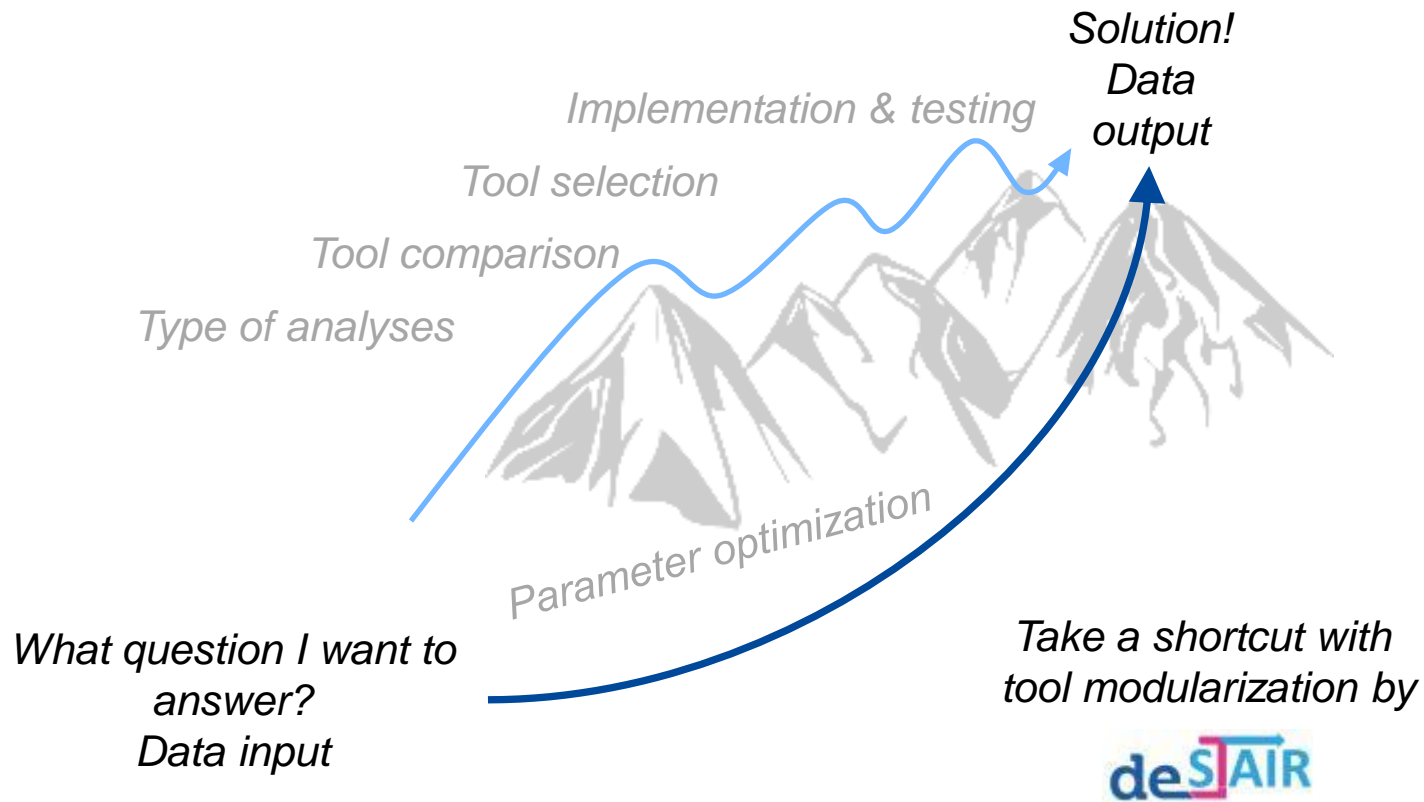 Solution!
Data
output
Implementation & testing
Tool selection
Tool comparison
Type of analyses
Parameter optimization
What question I want to
answer?
Data input
Take a shortcut with
tool modularization by
deSTAIR